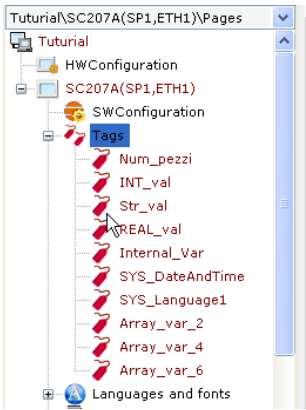 Tuturial\SC207A(SP1,ETH1)\Pages
Tuturial
HWConfiguration
SC207A(SP1,ETH1)
SWConfiguration
Tags
Num_pezzi
INT_val
Str_val
REAL_val
Internal_Var
SYS_DateAndTime
SYS_Language1
Array_var_2
Array_var_4
Array_var_6
Languages and fonts